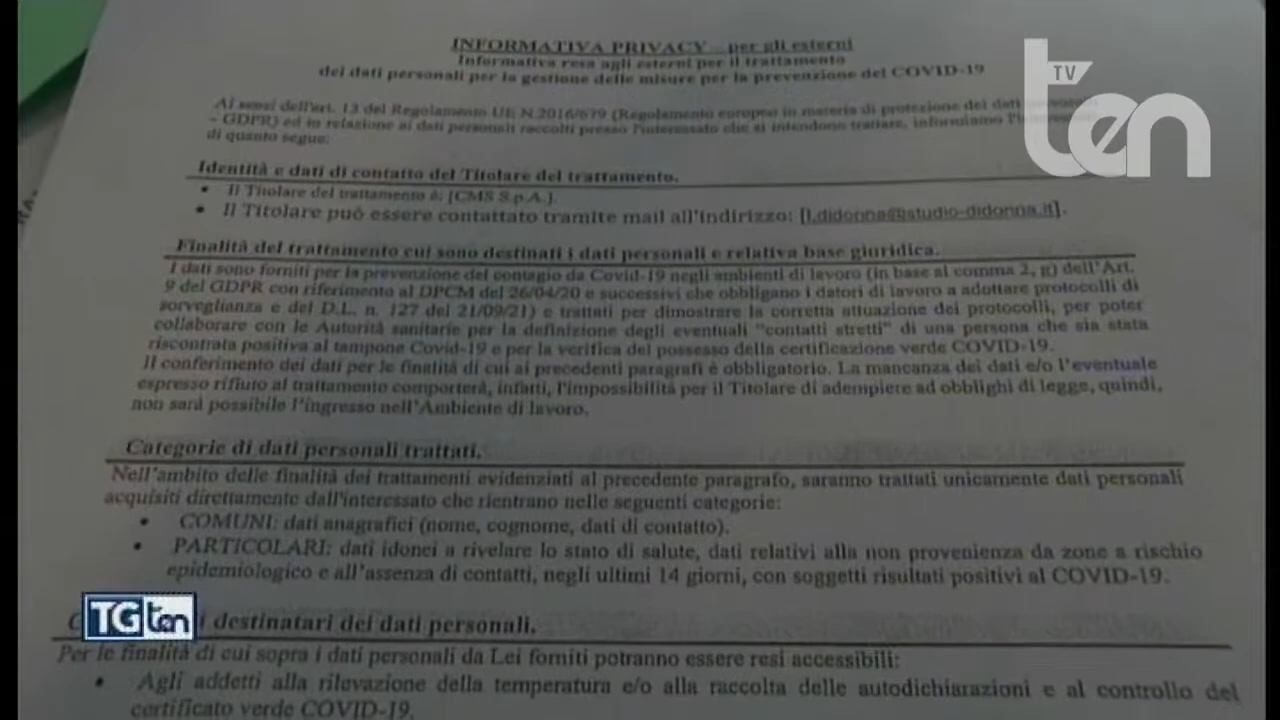 INFORMATIVA PRIVACY per gli esterni
Informativa resa agli esterni per il trattamento
dei dati personali per la gestione delle misure per la prevenzione del COVID-19
TV
ten
Ai sensi dell'art. 13 del Regolamento UE N.2016/679 (Regolamento europeo in materia di protezione dei dati personali
– GDPR) ed in relazione ai dati personali raccolti presso l'interessato che si intendono trattare, informiamo
di quanto segue:
Identità e dati di contatto del Titolare del trattamento.
• Il Titolare del trattamento è: [CMS S.p.A.].
• Il Titolare può essere contattato tramite mail all'indirizzo: [l.didonna@studio-didonna.it].
Finalità del trattamento cui sono destinati i dati personali e relativa base giuridica.
I dati sono forniti per la prevenzione del contagio da Covid-19 negli ambienti di lavoro (in base al comma 2, g) dell'Art.
9 del GDPR con riferimento al DPCM del 26/04/20 e successivi che obbligano i datori di lavoro a adottare protocolli di
sorveglianza e del D.L. n. 127 del 21/09/21) e trattati per dimostrare la corretta attuazione dei protocolli, per poter
collaborare con le Autorità sanitarie per la definizione degli eventuali "contatti stretti" di una persona che sia stata
riscontrata positiva al tampone Covid-19 e per la verifica del possesso della certificazione verde COVID-19.
Il conferimento dei dati per le finalità di cui ai precedenti paragrafi è obbligatorio. La mancanza dei dati e/o l'eventuale
espresso rifiuto al trattamento comporterà, infatti, l'impossibilità per il Titolare di adempiere ad obblighi di legge, quindi,
non sarà possibile l'ingresso nell'Ambiente di lavoro.
Categorie di dati personali trattati.
Nell'ambito delle finalità dei trattamenti evidenziati al precedente paragrafo, saranno trattati unicamente dati personali
acquisiti direttamente dall'interessato che rientrano nelle seguenti categorie:
• COMUNI: dati anagrafici (nome, cognome, dati di contatto).
• PARTICOLARI: dati idonei a rivelare lo stato di salute, dati relativi alla non provenienza da zone a rischio
epidemiologico e all'assenza di contatti, negli ultimi 14 giorni, con soggetti risultati positivi al COVID-19.
TG ten
destinatari dei dati personali.
Per le finalità di cui sopra i dati personali da Lei forniti potranno essere resi accessibili:
• Agli addetti alla rilevazione della temperatura e/o alla raccolta delle autodichiarazioni e al controllo del
certificato verde COVID-19.